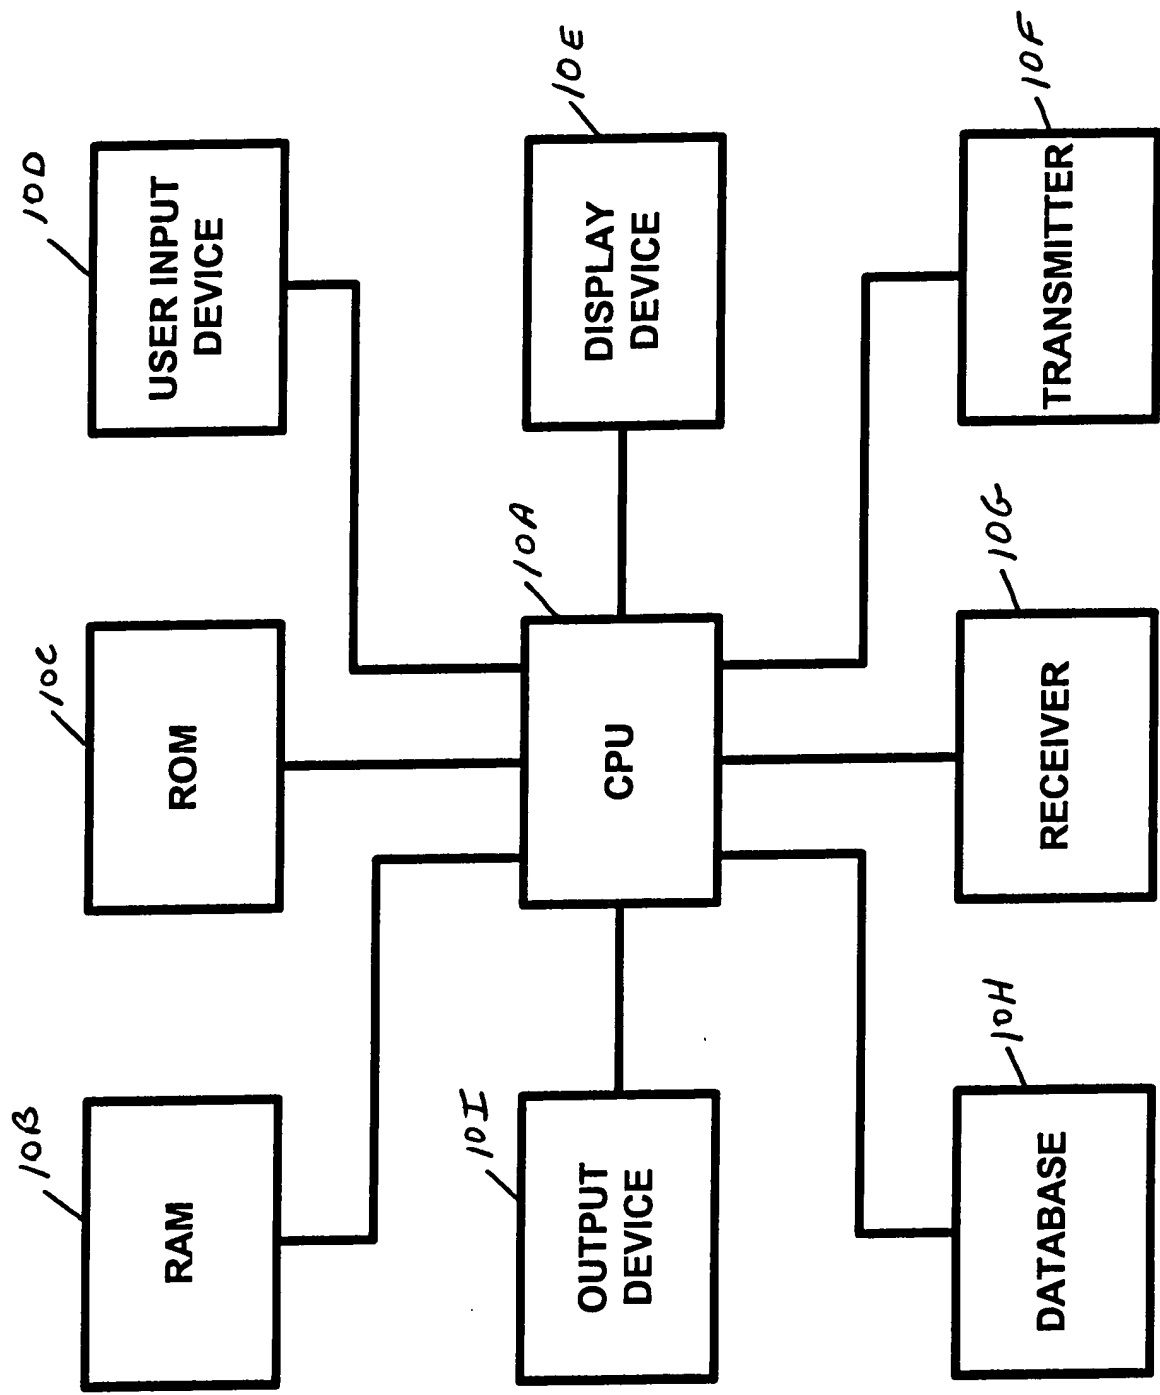 10B
RAM
10C
ROM
10D
USER INPUT
DEVICE
10I
OUTPUT
DEVICE
10A
CPU
10E
DISPLAY
DEVICE
10H
DATABASE
10G
RECEIVER
10F
TRANSMITTER